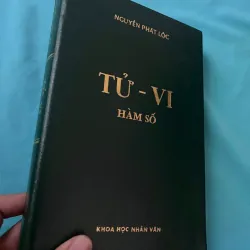 NGUYỄN PHÁT LỘC
TỬ - VI
HÀM SỐ
KHOA HỌC NHÂN VĂN